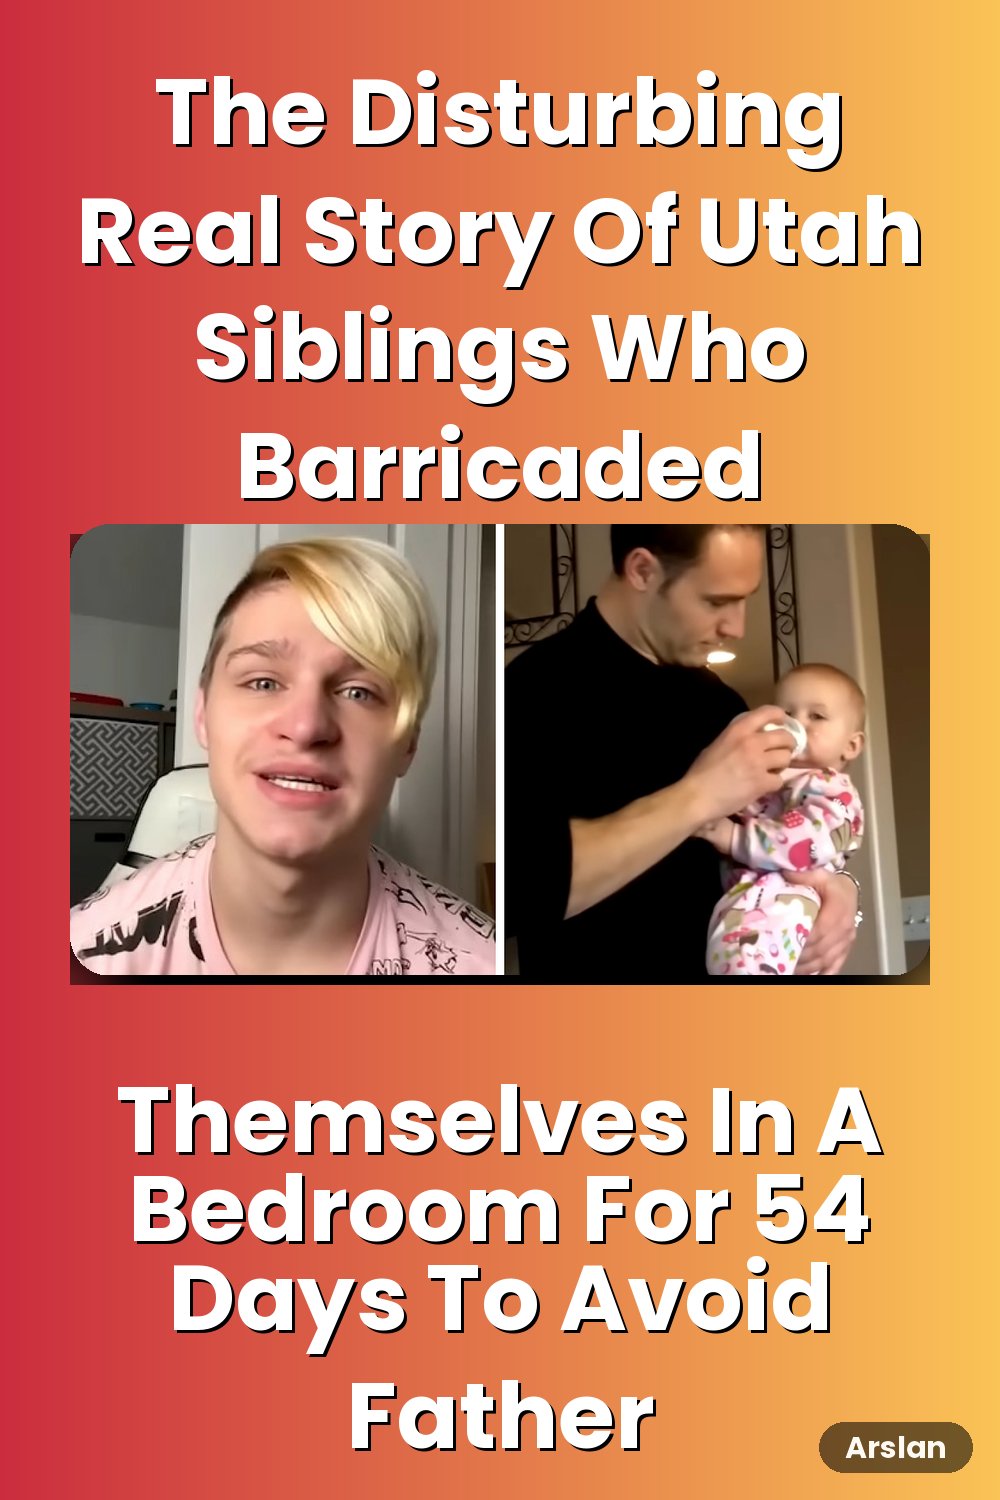 The Disturbing
Real Story Of Utah
Siblings Who
Barricaded
Themselves In A
Bedroom For 54
Days To Avoid
Father
Arslan